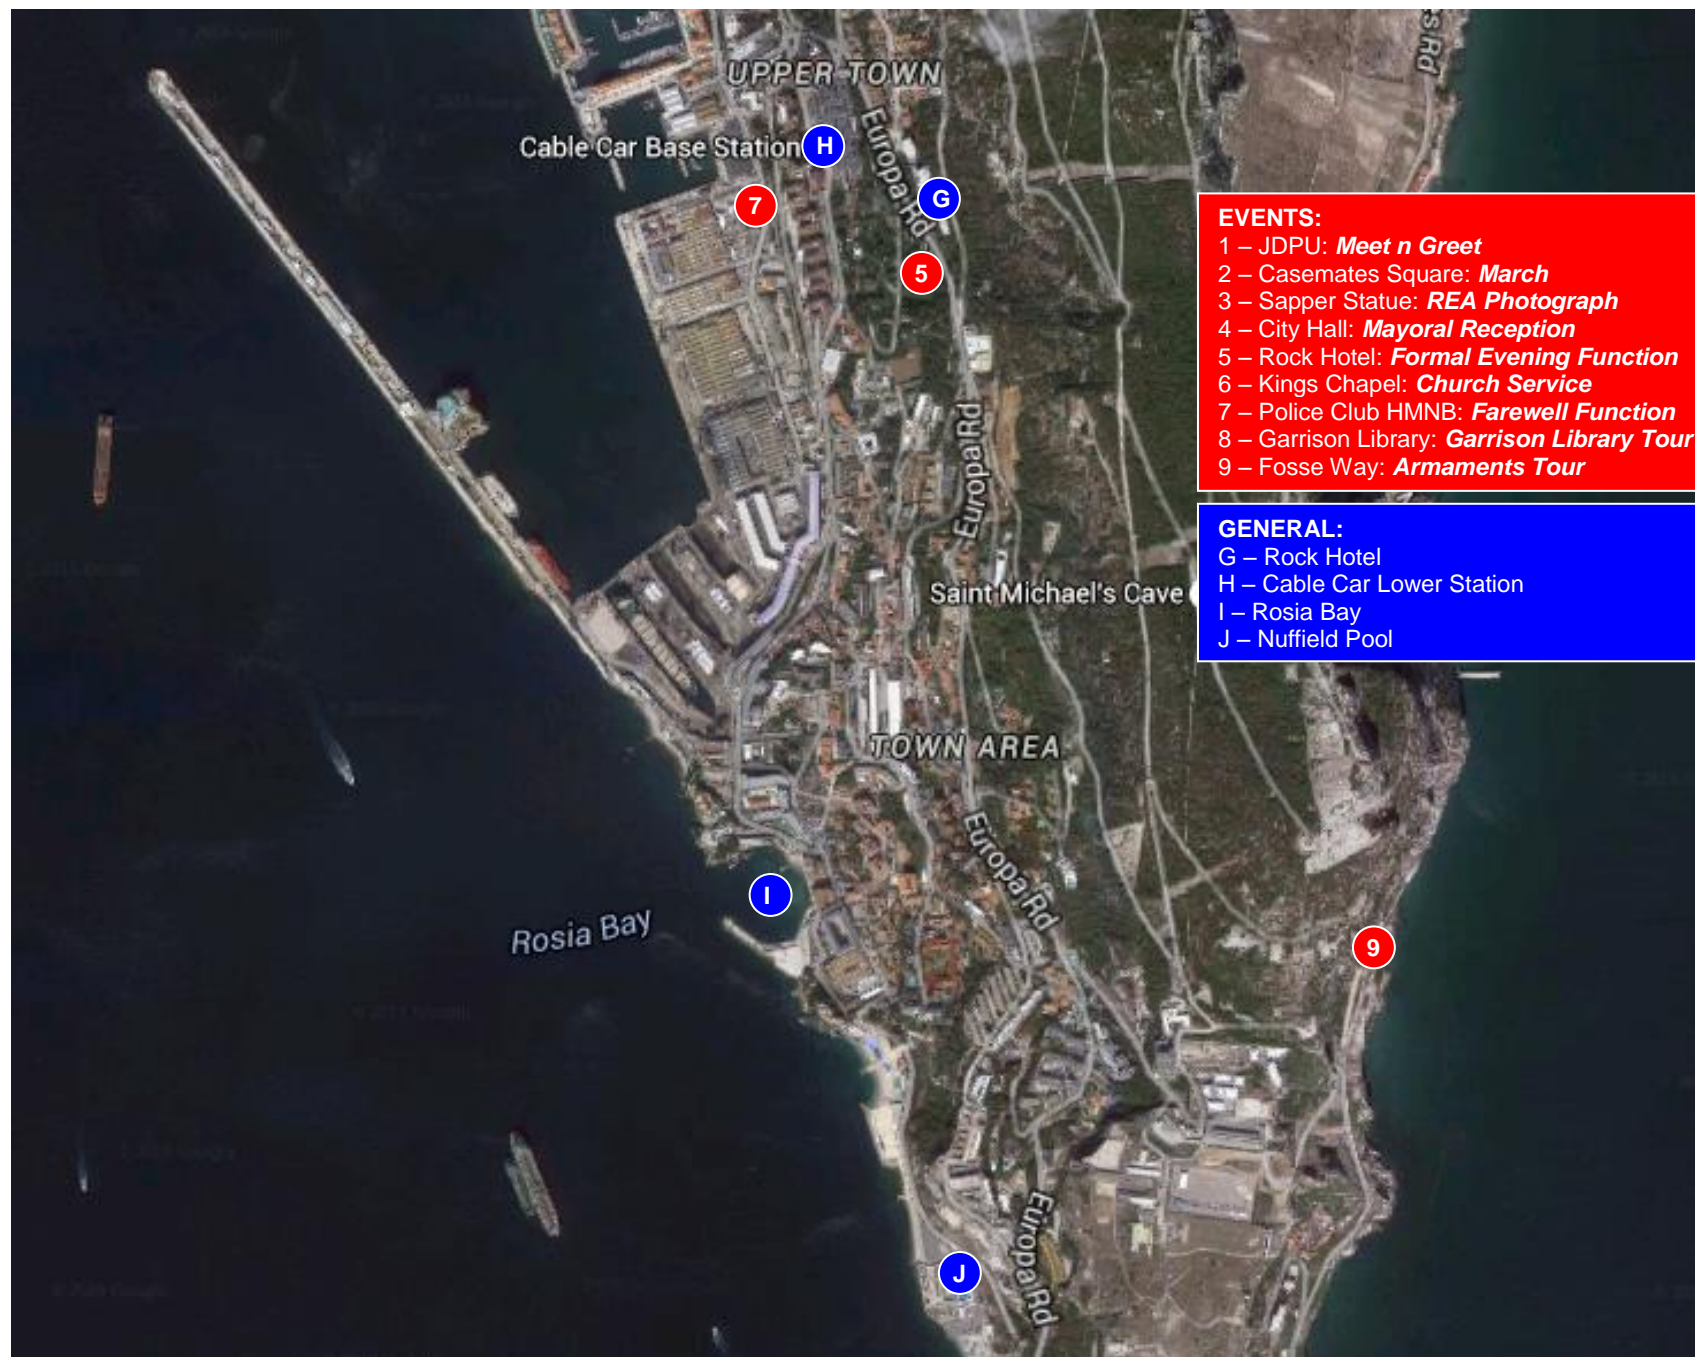 es Rd
UPPER TOWN
Cable Car Base Station
H
Europa Rd
G
7
5
EVENTS:
1 – JDPU: Meet n Greet
2 – Casemates Square: March
3 – Sapper Statue: REA Photograph
4 – City Hall: Mayoral Reception
5 – Rock Hotel: Formal Evening Function
6 – Kings Chapel: Church Service
7 – Police Club HMNB: Farewell Function
8 – Garrison Library: Garrison Library Tour
9 – Fosse Way: Armaments Tour
Europa Rd
GENERAL:
G – Rock Hotel
H – Cable Car Lower Station
I – Rosia Bay
J – Nuffield Pool
Saint Michael's Cave
TOWN AREA
Europa Rd
I
Rosia Bay
9
Europa Rd
J